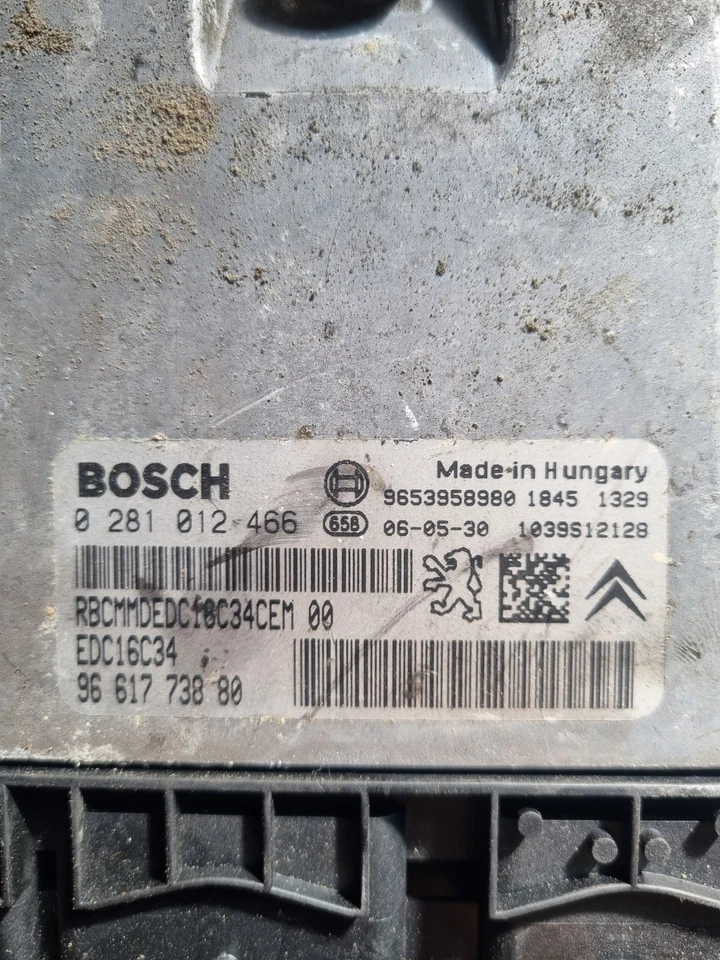 BOSCH
Made in Hungary
9653958980 1845 1329
0 281 012 466
658
06-05-30 1039S12128
RBCMMDEDC16C34CEM 00
EDC16C34
96 617 738 80